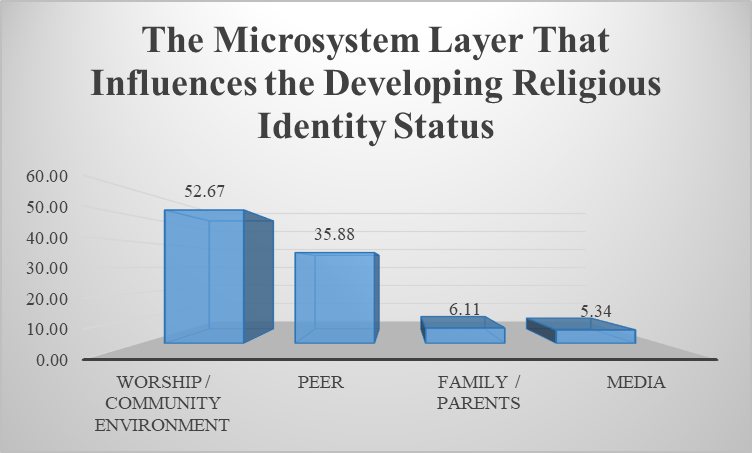 The Microsystem Layer That
Influences the Developing Religious
Identity Status
60.00
50.00
40.00
30.00
20.00
10.00
0.00
52.67
35.88
6.11
5.34
WORSHIP /
COMMUNITY
ENVIRONMENT
PEER
FAMILY /
PARENTS
MEDIA